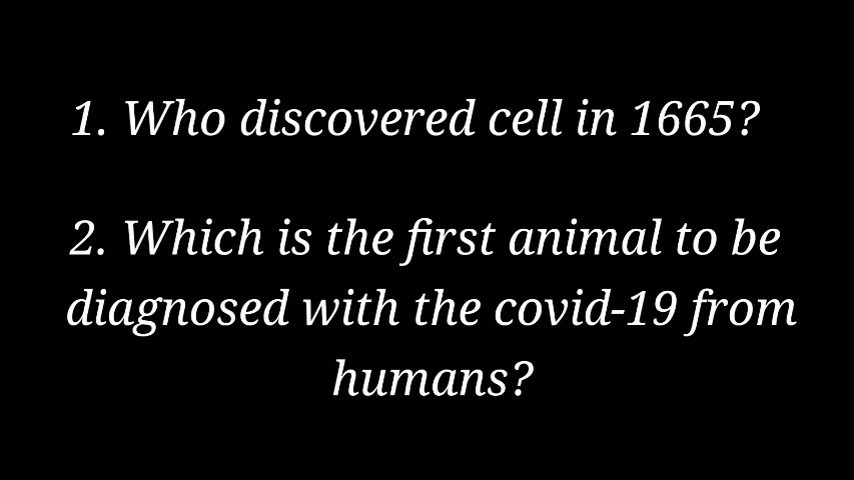 1. Who discovered cell in 1665?
2. Which is the first animal to be
diagnosed with the covid-19 from
humans?